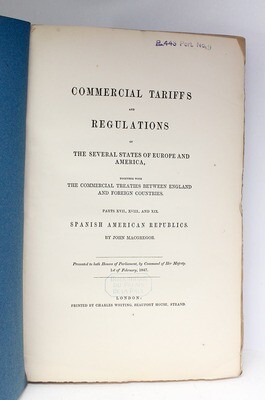 COMMERCIAL TARIFFS
AND
REGULATIONS
OF
THE SEVERAL STATES OF EUROPE AND
AMERICA,
TOGETHER WITH
THE COMMERCIAL TREATIES BETWEEN ENGLAND
AND FOREIGN COUNTRIES.
PARTS XVII, XVIII, AND XIX.
SPANISH AMERICAN REPUBLICS.
BY JOHN MACGREGOR.
Presented to both Houses of Parliament, by Command of Her Majesty,
1st of February, 1847.
LONDON:
PRINTED BY CHARLES WHITING, BEAUFORT HOUSE, STRAND.